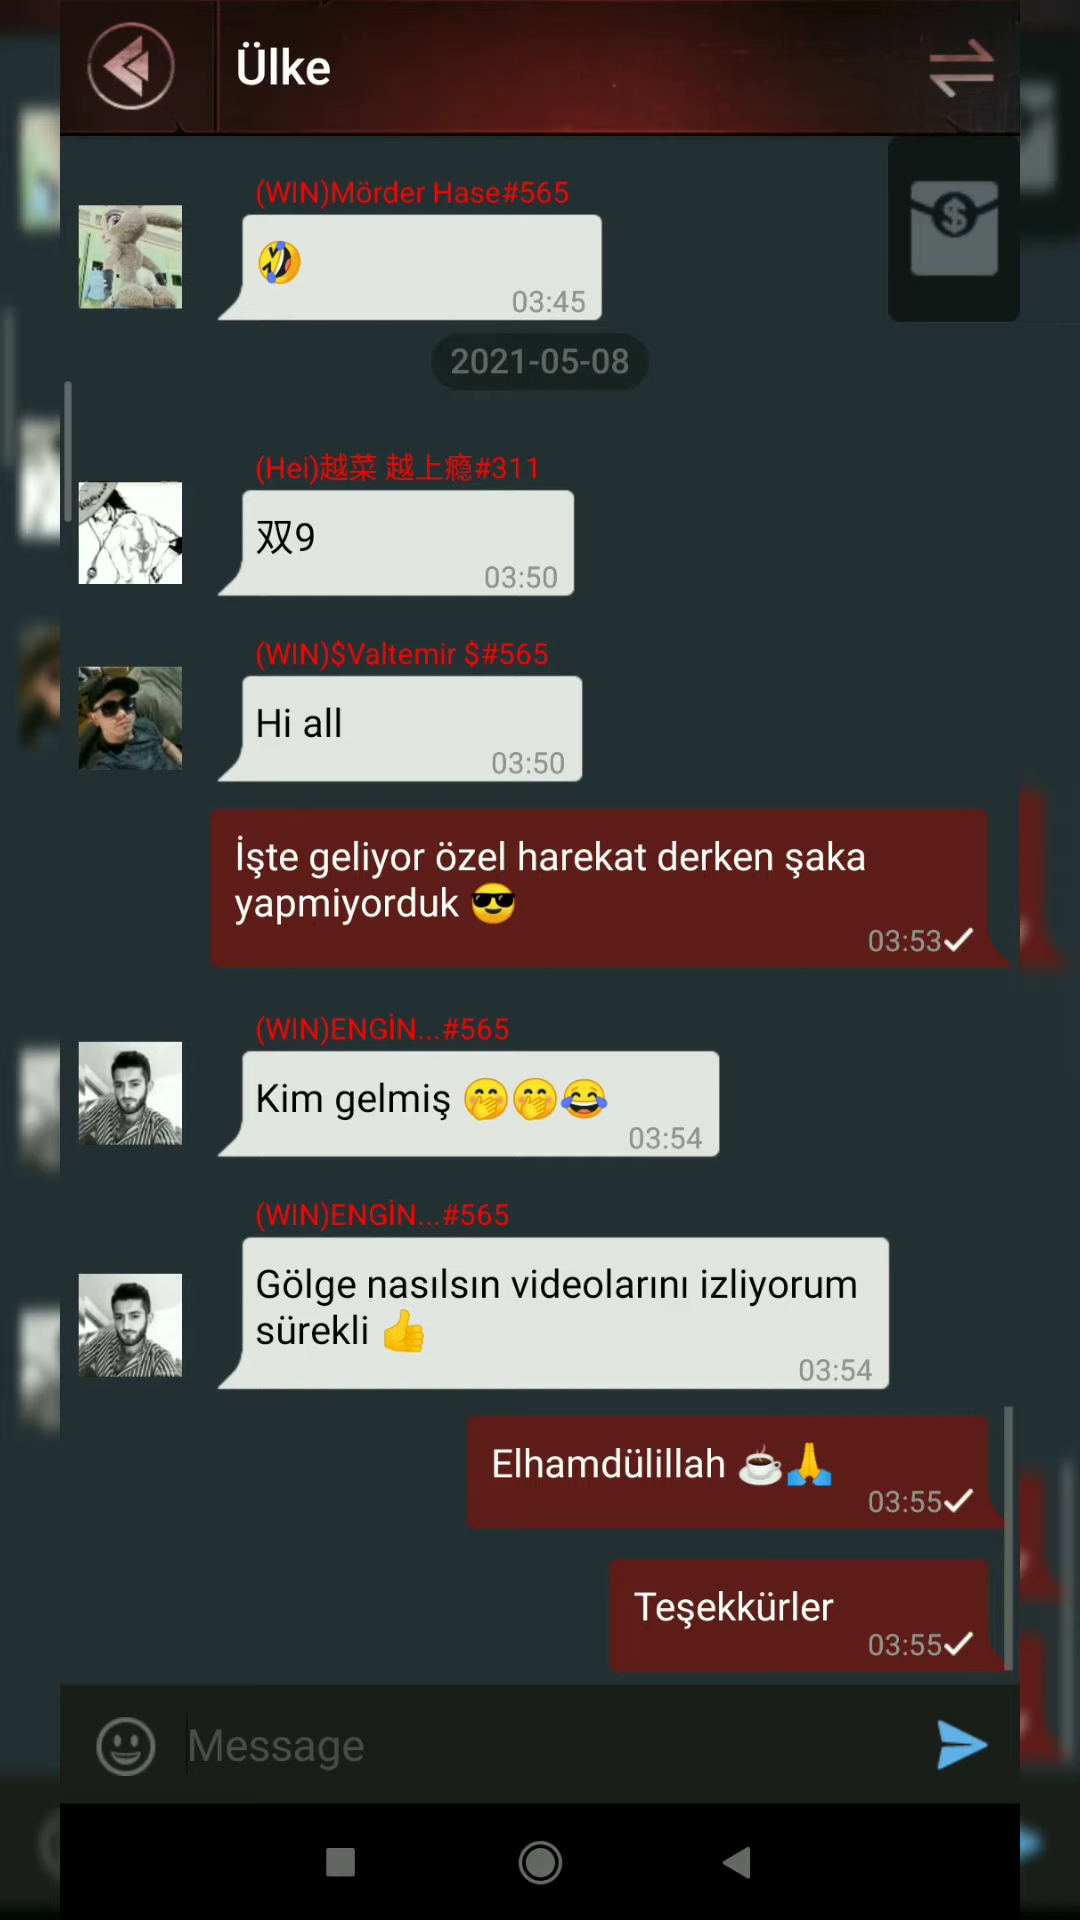 Ülke
(WIN)Mörder Hase#565
🤣
03:45
2021-05-08
(Hei)越菜 越上瘾#311
双9
03:50
(WIN)$Valtemir $#565
Hi all
03:50
İşte geliyor özel harekat derken şaka
yapmiyorduk 😎
03:53
(WIN)ENGİN...#565
Kim gelmiş 🤭🤭😂
03:54
(WIN)ENGİN...#565
Gölge nasılsın videolarını izliyorum
sürekli 👍
03:54
Elhamdülillah ☕🙏
03:55
Teşekkürler
03:55
Message